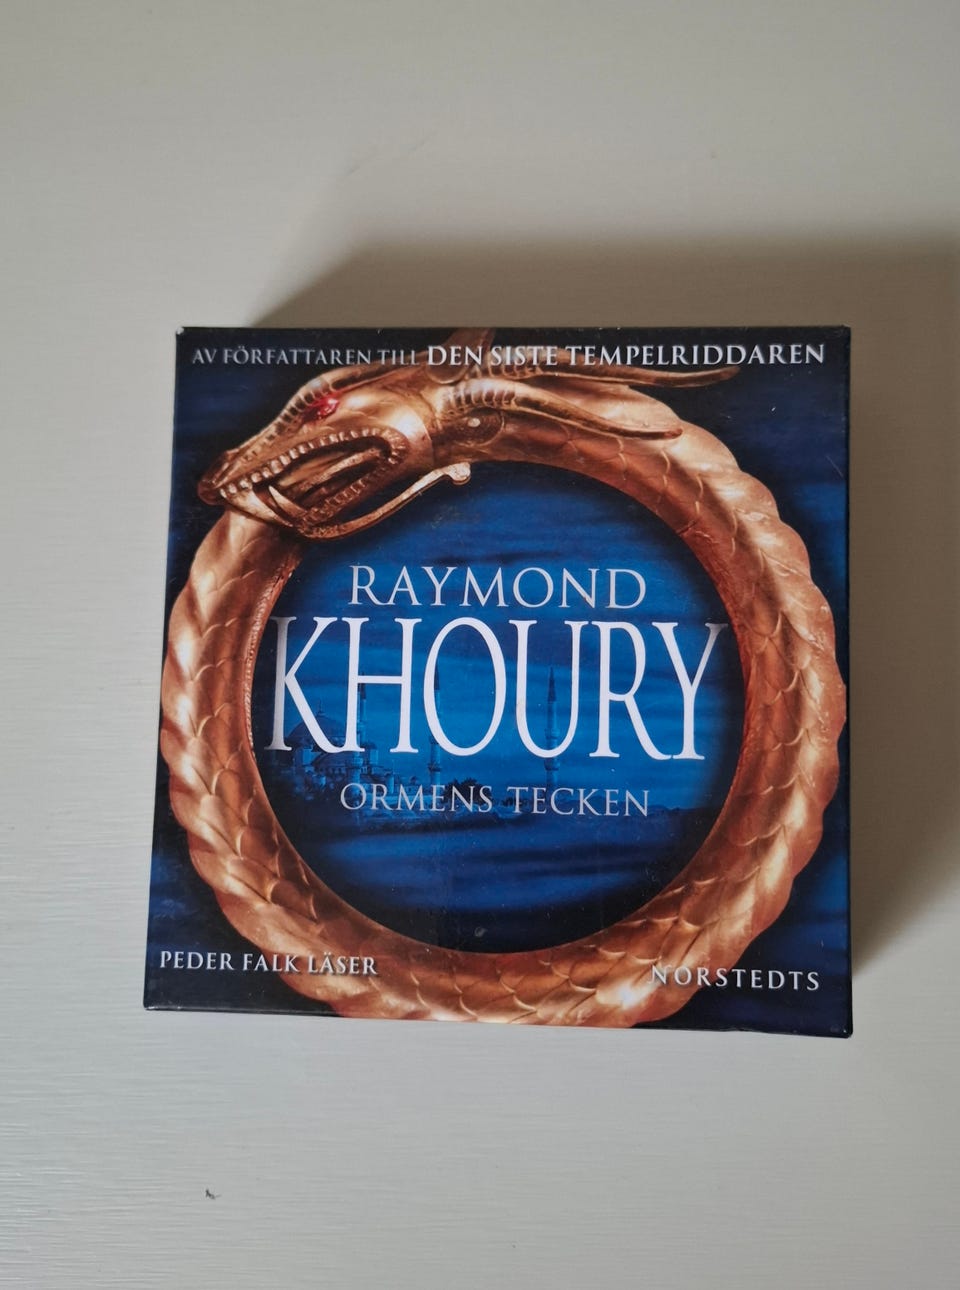 AV FÖRFATTAREN TILL DEN SISTE TEMPELRIDDAREN
RAYMOND
KHOURY
ORMENS TECKEN
PEDER FALK LÄSER
NORSTEDTS